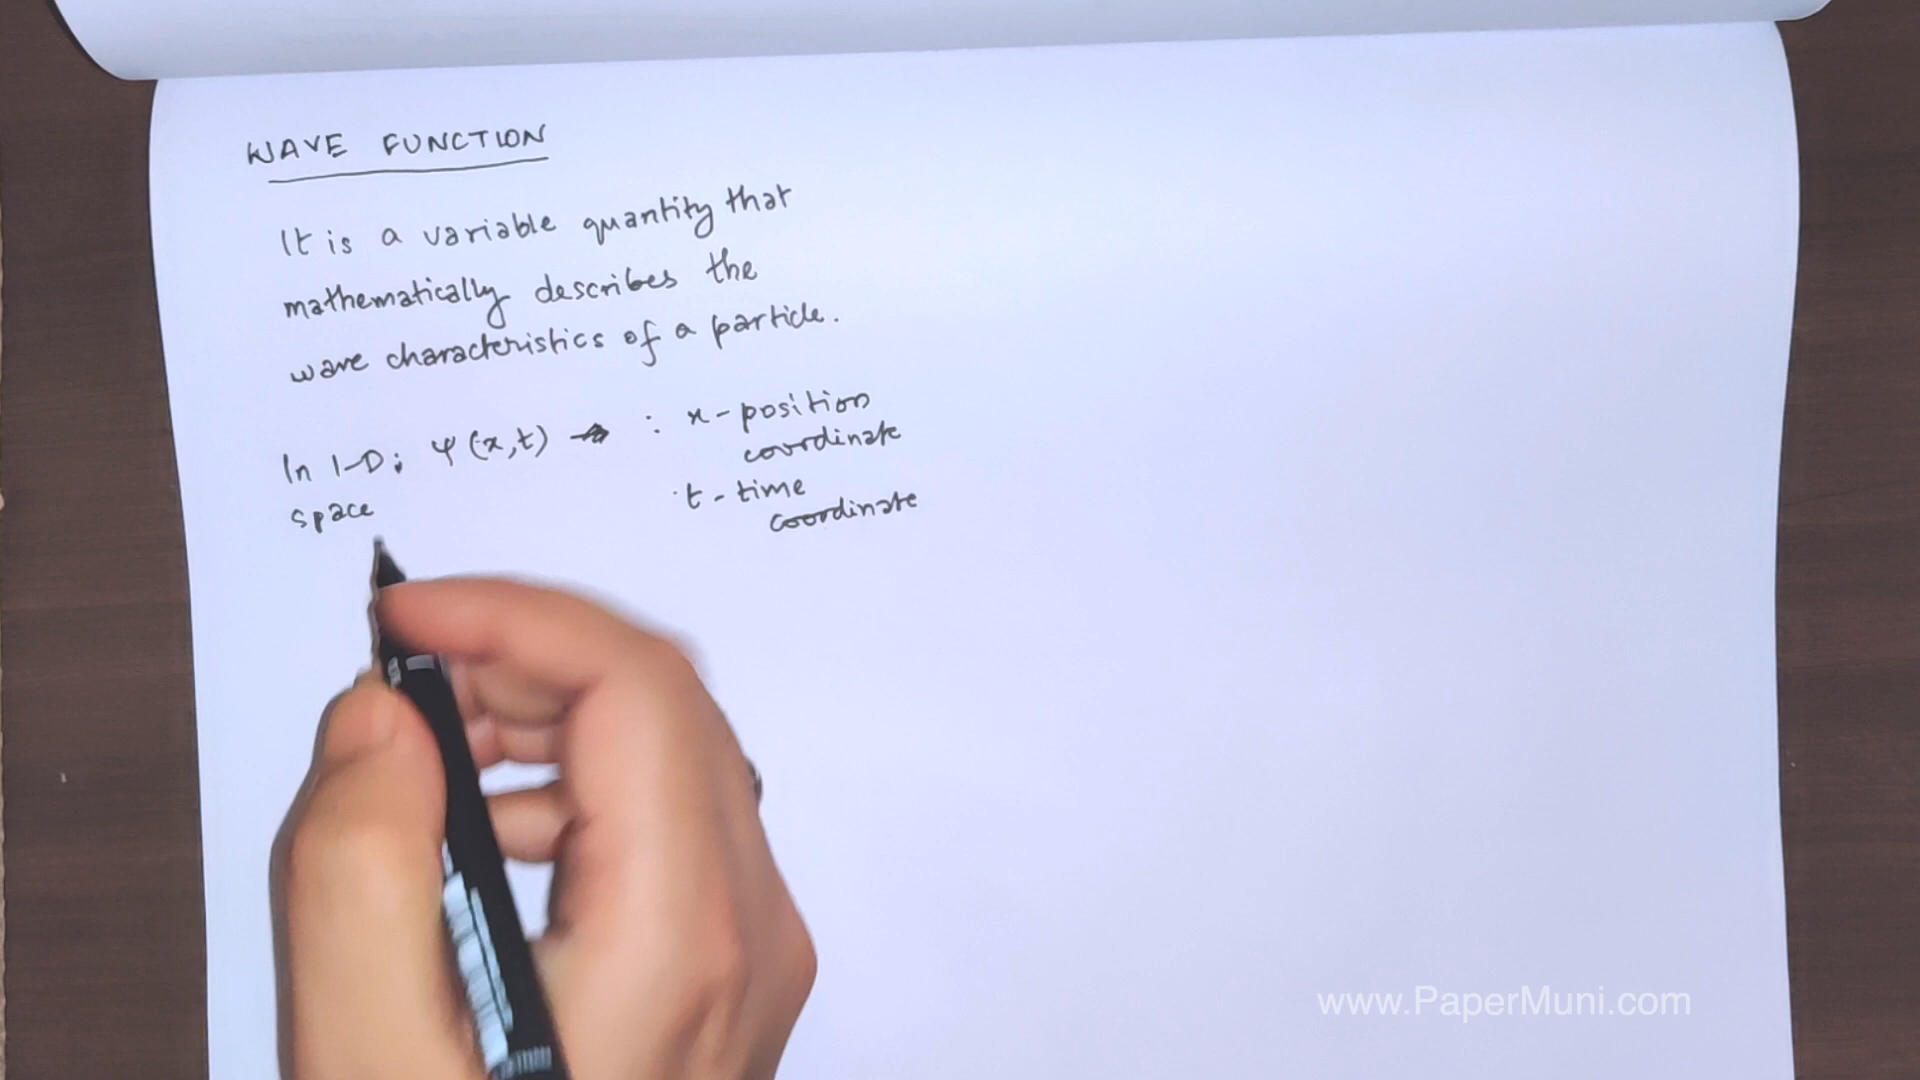 WAVE FUNCTION
It is a variable quantity that
mathematically describes the
wave characteristics of a particle.
In 1-D; ψ(x,t) → : x - position
coordinate
space
t - time
coordinate
www.PaperMuni.com